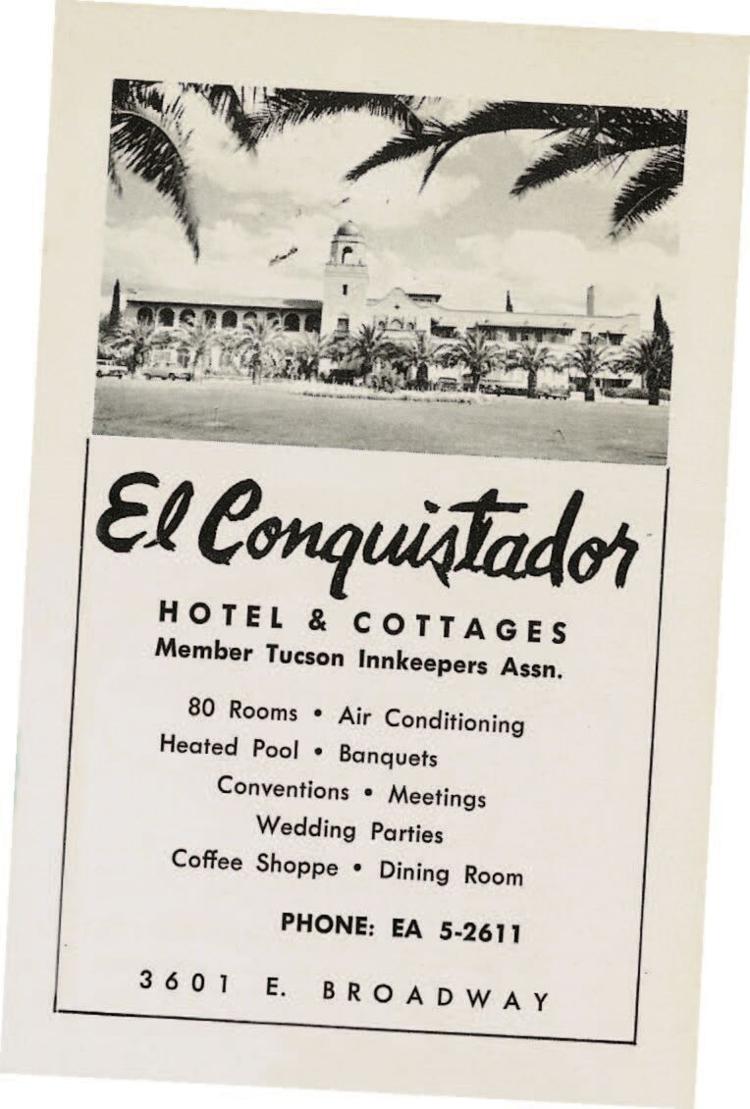 El Conquistador
HOTEL & COTTAGES
Member Tucson Innkeepers Assn.
80 Rooms • Air Conditioning
Heated Pool • Banquets
Conventions • Meetings
Wedding Parties
Coffee Shoppe • Dining Room
PHONE: EA 5-2611
3601 E. BROADWAY